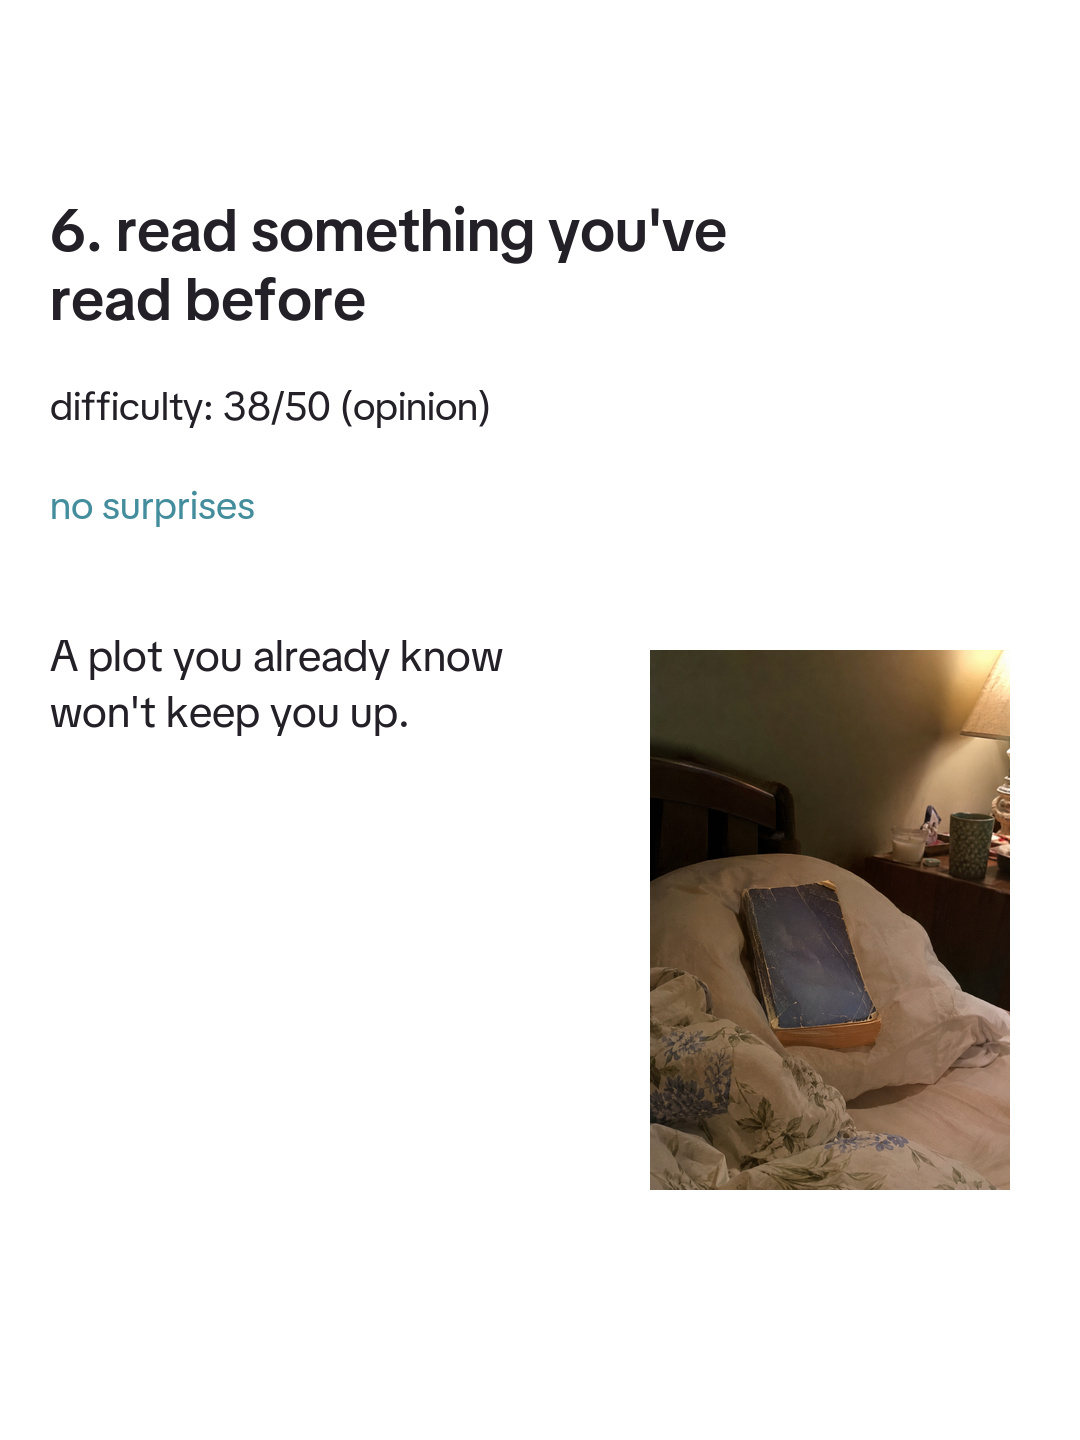 6. read something you've
read before
difficulty: 38/50 (opinion)
no surprises
A plot you already know
won't keep you up.